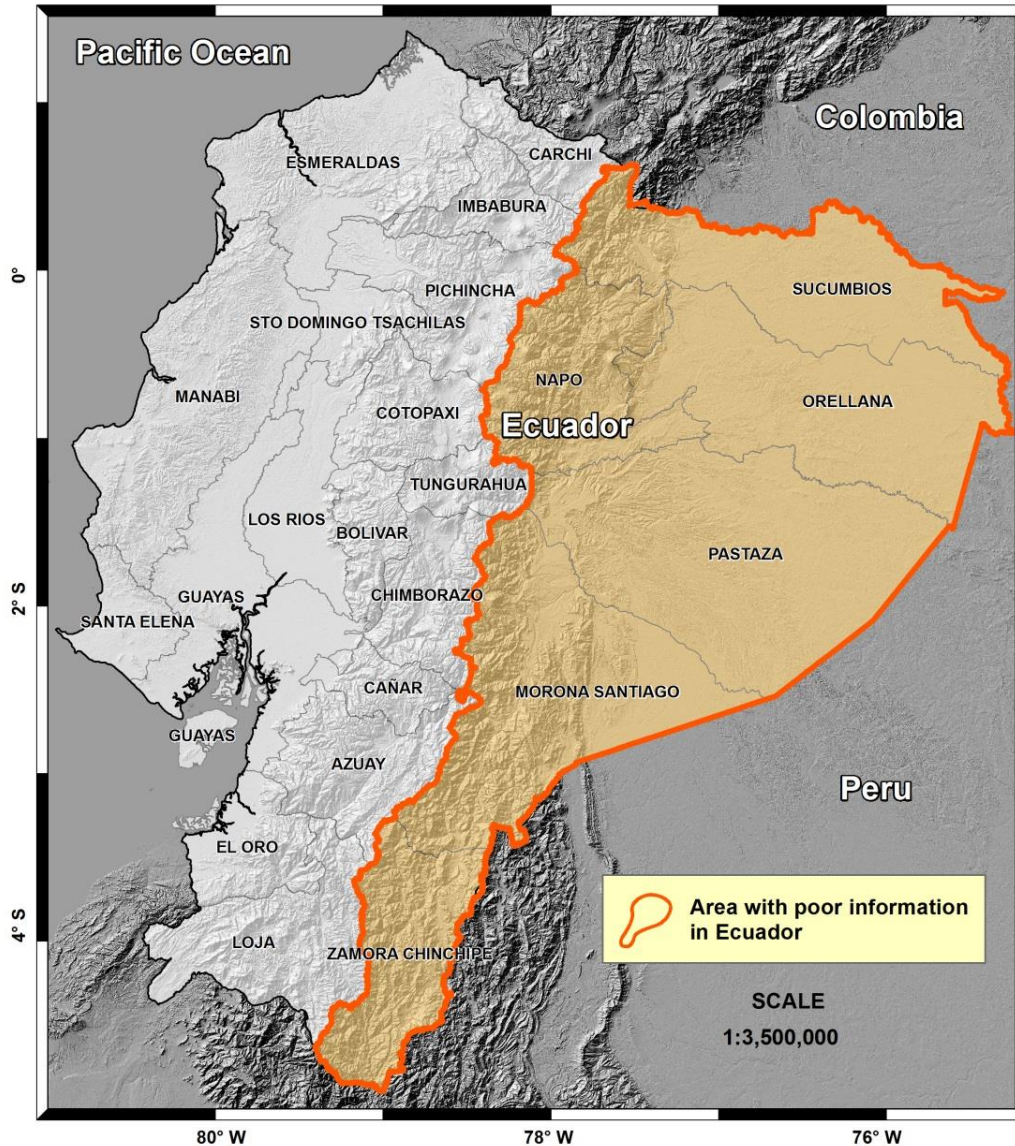 Pacific Ocean
Colombia
CARCHI
ESMERALDAS
IMBABURA
0°
PICHINCHA
SUCUMBIOS
STO DOMINGO TSACHILAS
NAPO
MANABI
ORELLANA
COTOPAXI
Ecuador
TUNGURAHUA
LOS RIOS
BOLIVAR
PASTAZA
CHIMBORAZO
GUAYAS
2° S
SANTA ELENA
CAÑAR
MORONA SANTIAGO
GUAYAS
AZUAY
Peru
EL ORO
Area with poor information
in Ecuador
4° S
LOJA
ZAMORA CHINCHIPE
SCALE
1:3,500,000
80° W
78° W
76° W